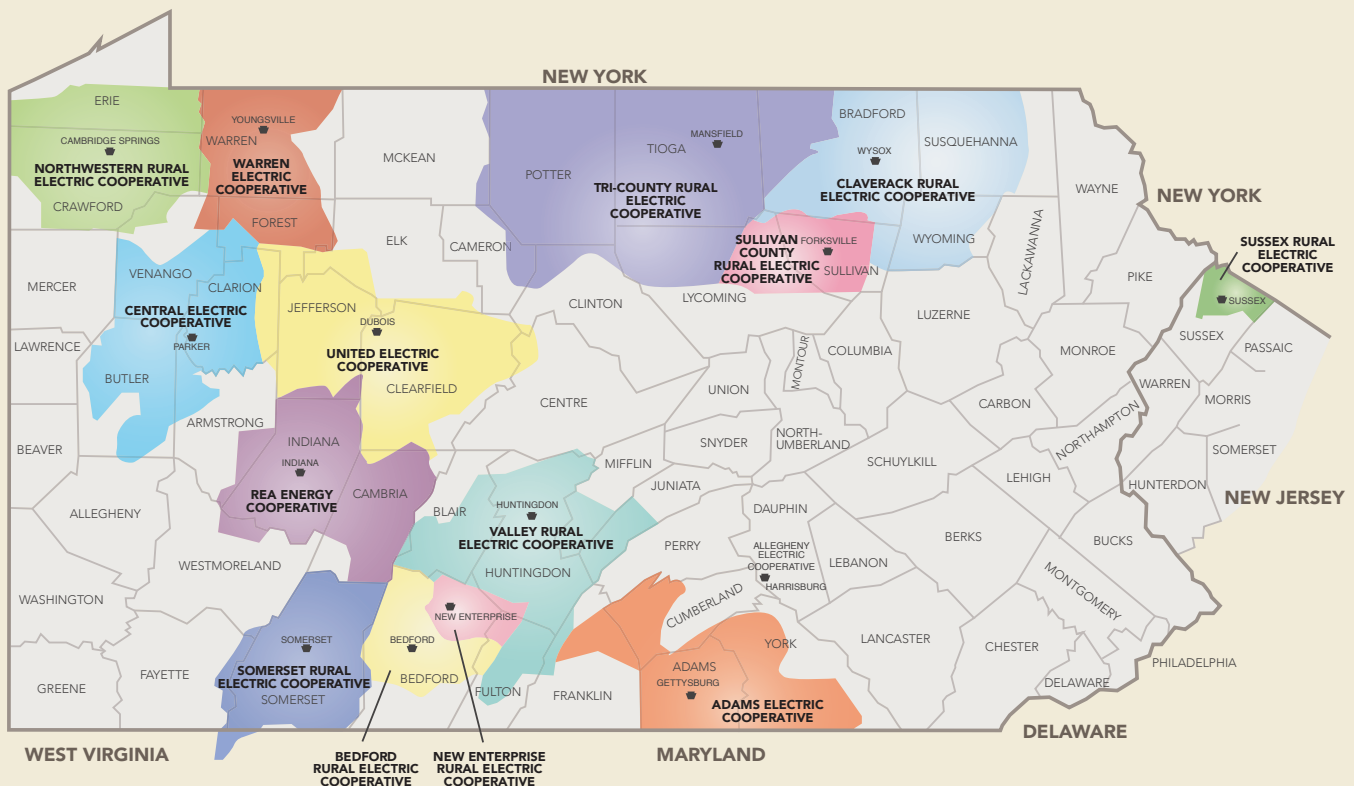 NEW YORK
ERIE
CAMBRIDGE SPRINGS
NORTHWESTERN RURAL
ELECTRIC COOPERATIVE
CRAWFORD
YOUNGSVILLE
WARREN
WARREN
ELECTRIC
COOPERATIVE
FOREST
MCKEAN
POTTER
TIOGA
MANSFIELD
TRI-COUNTY RURAL
ELECTRIC
COOPERATIVE
BRADFORD
WYSOX
SUSQUEHANNA
CLAVERACK RURAL
ELECTRIC COOPERATIVE
WYOMING
WAYNE
NEW YORK
SUSSEX RURAL
ELECTRIC
COOPERATIVE
SUSSEX
MERCER
VENANGO
CLARION
CENTRAL ELECTRIC
COOPERATIVE
PARKER
BUTLER
ELK
CAMERON
SULLIVAN
COUNTY
RURAL ELECTRIC
COOPERATIVE
FORKSVILLE
SULLIVAN
LACKAWANNA
PIKE
LAWRENCE
JEFFERSON
DUBOIS
UNITED ELECTRIC
COOPERATIVE
CLEARFIELD
CLINTON
LYCOMING
LUZERNE
SUSSEX
PASSAIC
ARMSTRONG
CENTRE
UNION
MONTOUR
COLUMBIA
MONROE
WARREN
MORRIS
CARBON
BEAVER
INDIANA
INDIANA
REA ENERGY
COOPERATIVE
CAMBRIA
SNYDER
NORTH-
UMBERLAND
NORTHAMPTON
SOMERSET
MIFFLIN
SCHUYLKILL
LEHIGH
HUNTERDON
NEW JERSEY
ALLEGHENY
BLAIR
HUNTINGDON
VALLEY RURAL
ELECTRIC COOPERATIVE
HUNTINGDON
JUNIATA
DAUPHIN
PERRY
ALLEGHENY
ELECTRIC
COOPERATIVE
HARRISBURG
LEBANON
BERKS
BUCKS
WESTMORELAND
WASHINGTON
CUMBERLAND
MONTGOMERY
NEW ENTERPRISE
SOMERSET
BEDFORD
YORK
LANCASTER
CHESTER
PHILADELPHIA
GREENE
FAYETTE
SOMERSET RURAL
ELECTRIC COOPERATIVE
SOMERSET
BEDFORD
FULTON
FRANKLIN
ADAMS
GETTYSBURG
ADAMS ELECTRIC
COOPERATIVE
DELAWARE
DELAWARE
WEST VIRGINIA
BEDFORD
RURAL ELECTRIC
COOPERATIVE
NEW ENTERPRISE
RURAL ELECTRIC
COOPERATIVE
MARYLAND